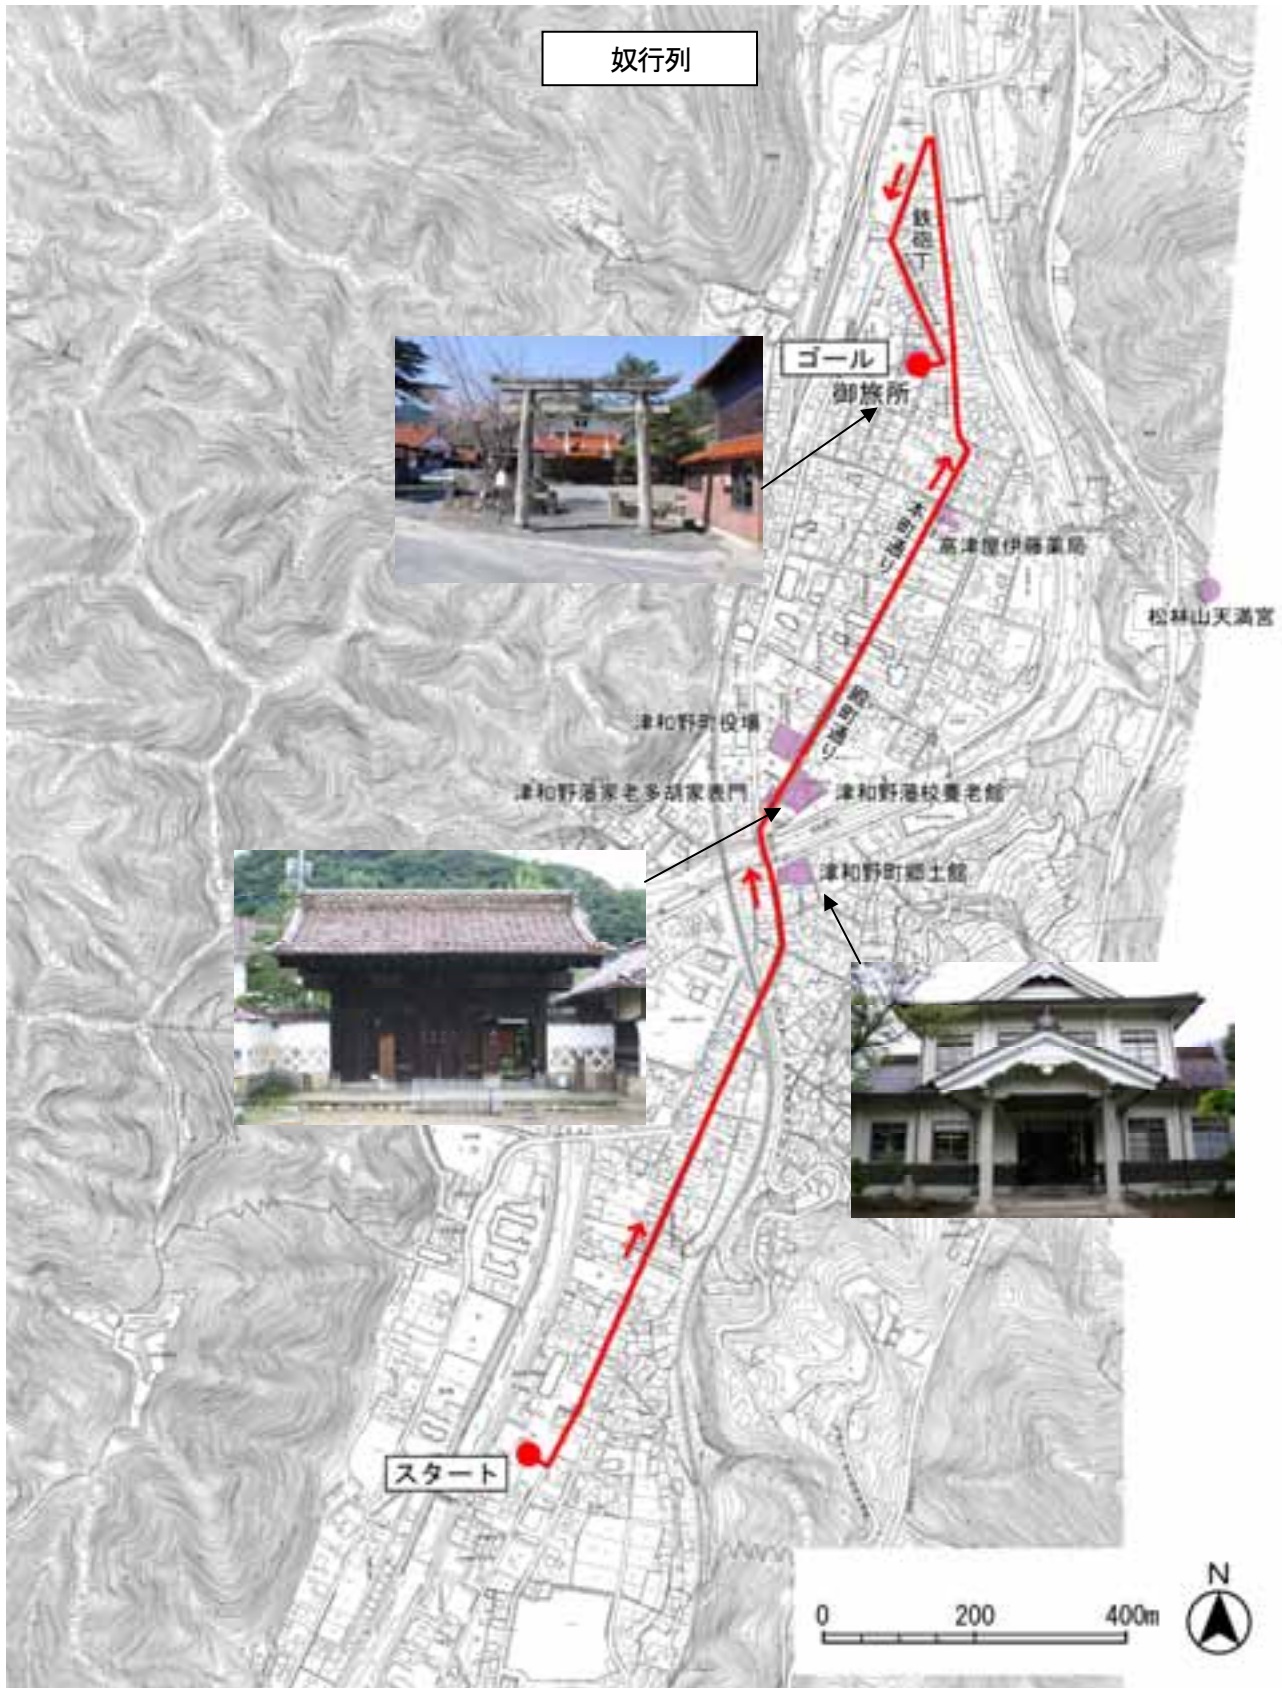 奴行列
鉄砲丁
ゴール
御旅所
本町通り
高津屋伊藤薬局
松林山天満宮
殿町通り
津和野町役場
津和野藩家老多胡家表門
津和野藩校養老館
津和野町郷土館
スタート
N
0 200 400m